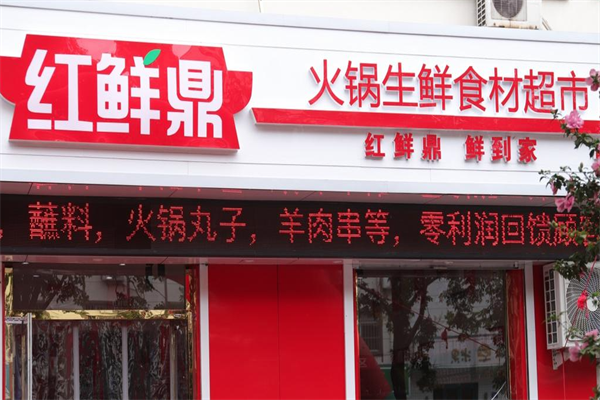 红鲜鼎
火锅生鲜食材超市
红鲜鼎 鲜到家
，蘸料，火锅丸子，羊肉串等，零利润回馈顾